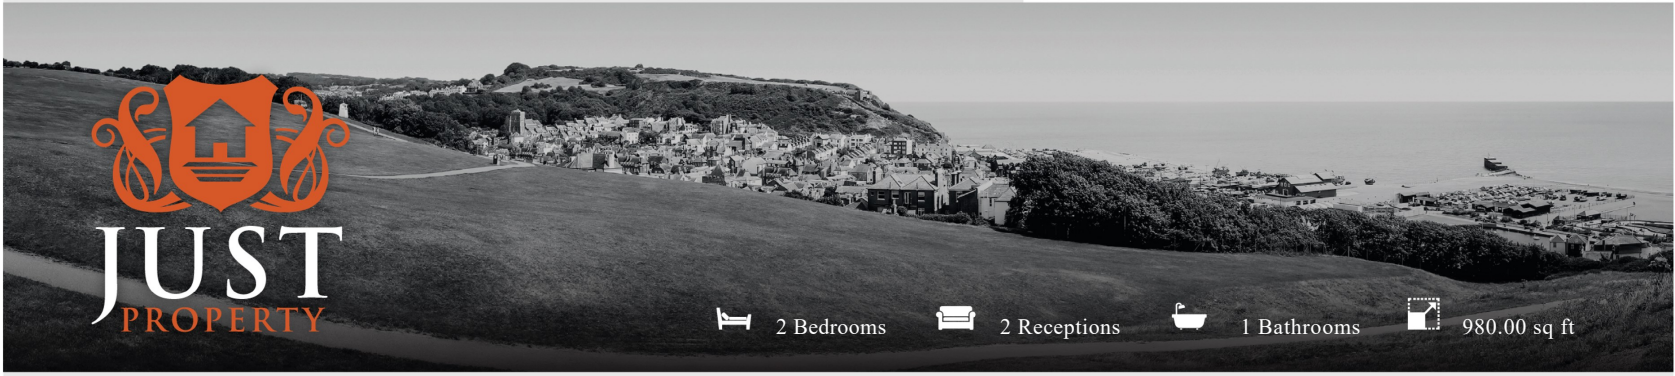 JUST
PROPERTY
2 Bedrooms
2 Receptions
1 Bathrooms
980.00 sq ft